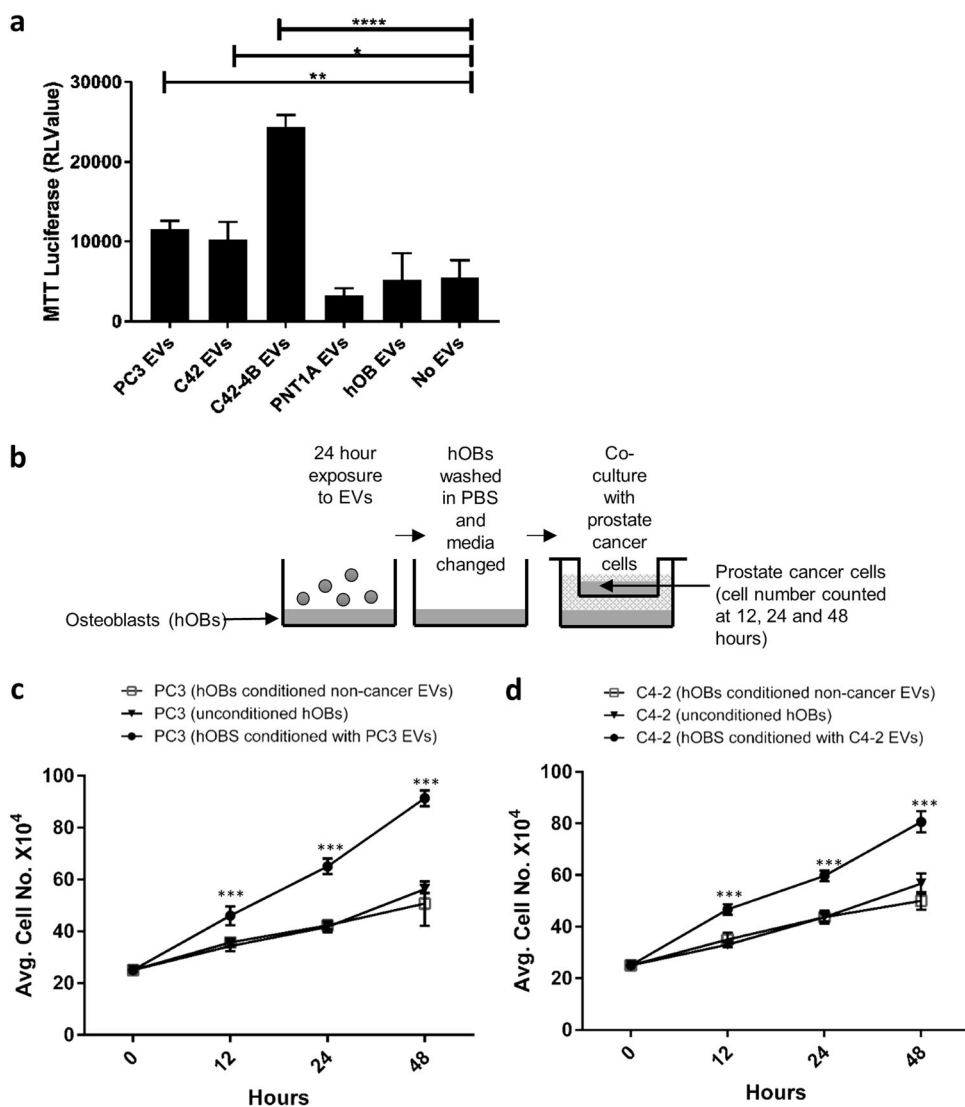 a
****
*
**
30000
20000
10000
0
MTT Luciferase (RLValue)
PC3 EVs
C42 EVs
C42-4B EVs
PNT1A EVs
hOB EVs
No EVs
b
24 hour
exposure
to EVs
hOBs
washed
in PBS
and
media
changed
Co-
culture
with
prostate
cancer
cells
Osteoblasts (hOBs)
Prostate cancer cells
(cell number counted
at 12, 24 and 48
hours)
c
PC3 (hOBs conditioned non-cancer EVs)
PC3 (unconditioned hOBs)
PC3 (hOBS conditioned with PC3 EVs)
100
80
60
40
20
0
Avg. Cell No. X10⁴
***
***
***
0
12
24
48
Hours
d
C4-2 (hOBs conditioned non-cancer EVs)
C4-2 (unconditioned hOBs)
C4-2 (hOBS conditioned with C4-2 EVs)
100
80
60
40
20
0
Avg. Cell No. X10⁴
***
***
***
0
12
24
48
Hours